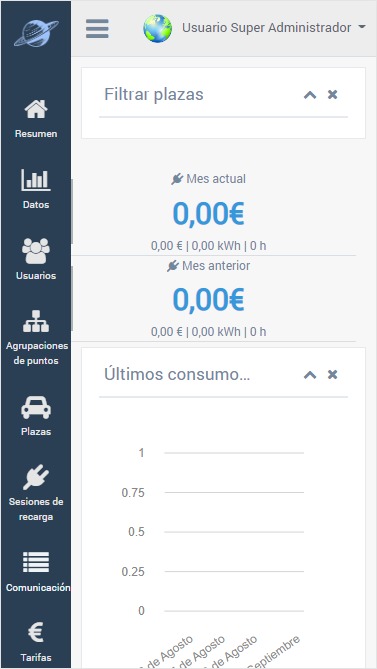 Usuario Super Administrador
Resumen
Datos
Usuarios
Agrupaciones
de puntos
Plazas
Sesiones de
recarga
Comunicación
Tarifas
Filtrar plazas
Mes actual
0,00€
0,00 € | 0,00 kWh | 0 h
Mes anterior
0,00€
0,00 € | 0,00 kWh | 0 h
Últimos consumo...
1
0.75
0.5
0.25
0
de Agosto
de Agosto
de Agosto
Septiembre